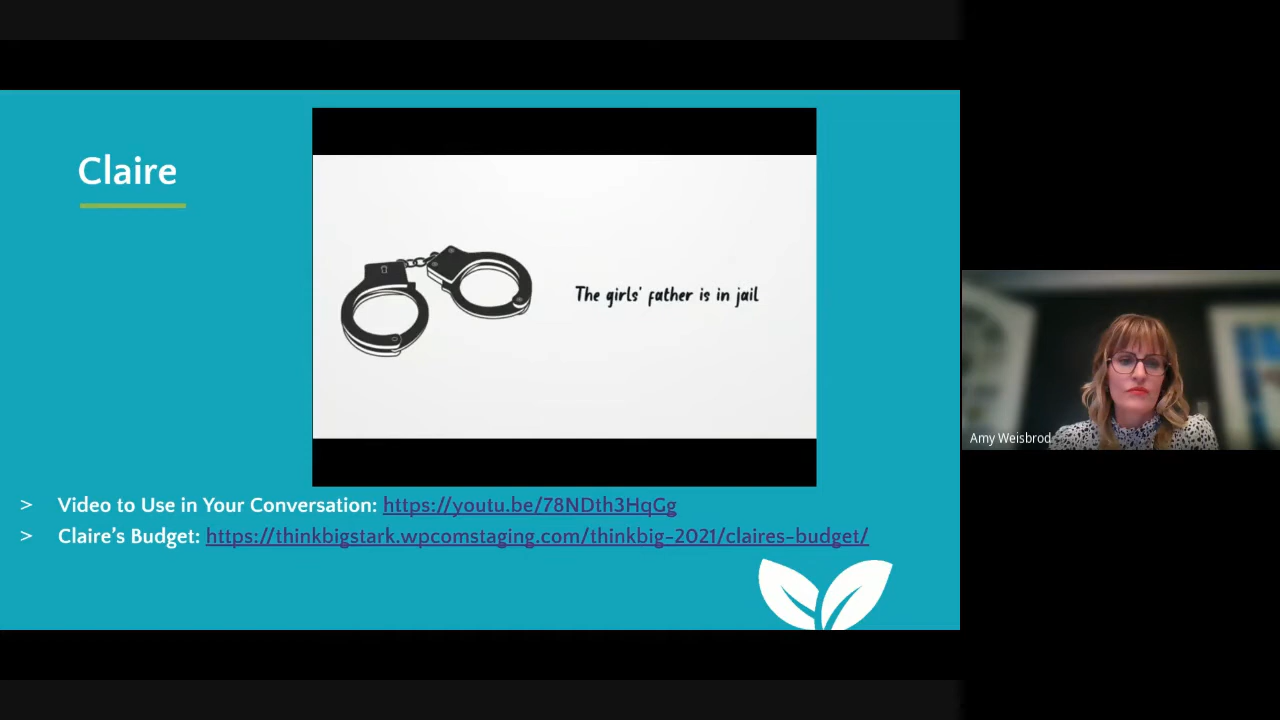 Claire
The girls' father is in jail
> Video to Use in Your Conversation: https://youtu.be/78NDth3HqGg
> Claire's Budget: https://thinkbigstark.wpcomstaging.com/thinkbig-2021/claires-budget/
Amy Weisbrod